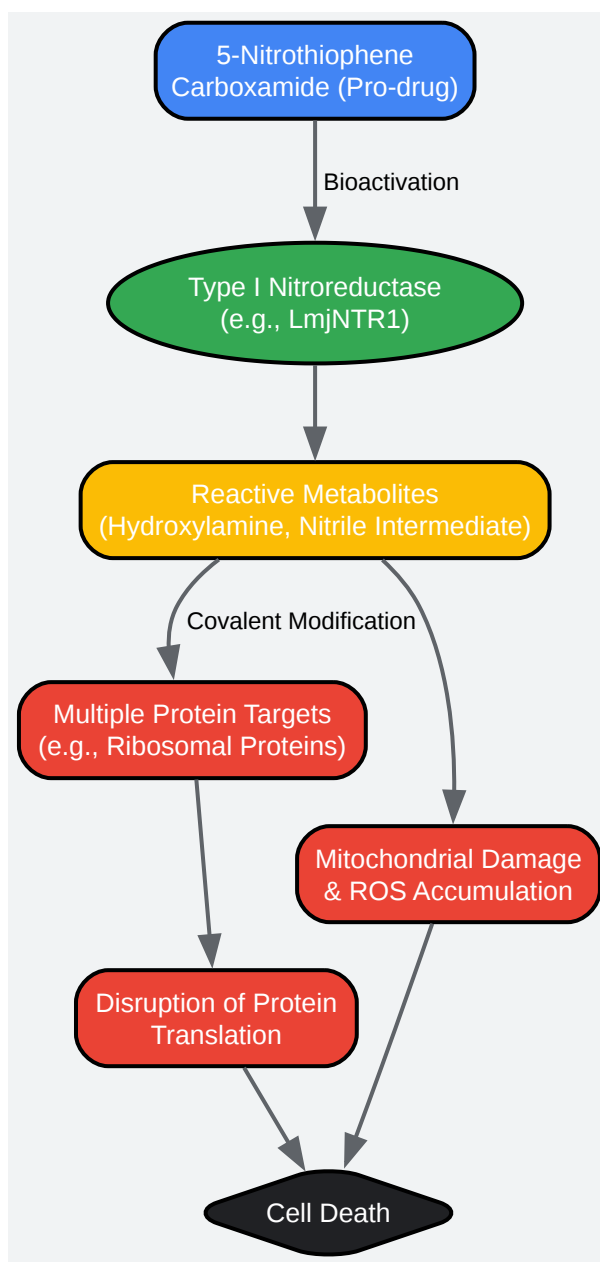 5-Nitrothiophene
Carboxamide (Pro-drug)
Bioactivation
Type I Nitroreductase
(e.g., LmjNTR1)
Reactive Metabolites
(Hydroxylamine, Nitrile Intermediate)
Covalent Modification
Multiple Protein Targets
(e.g., Ribosomal Proteins)
Mitochondrial Damage
& ROS Accumulation
Disruption of Protein
Translation
Cell Death